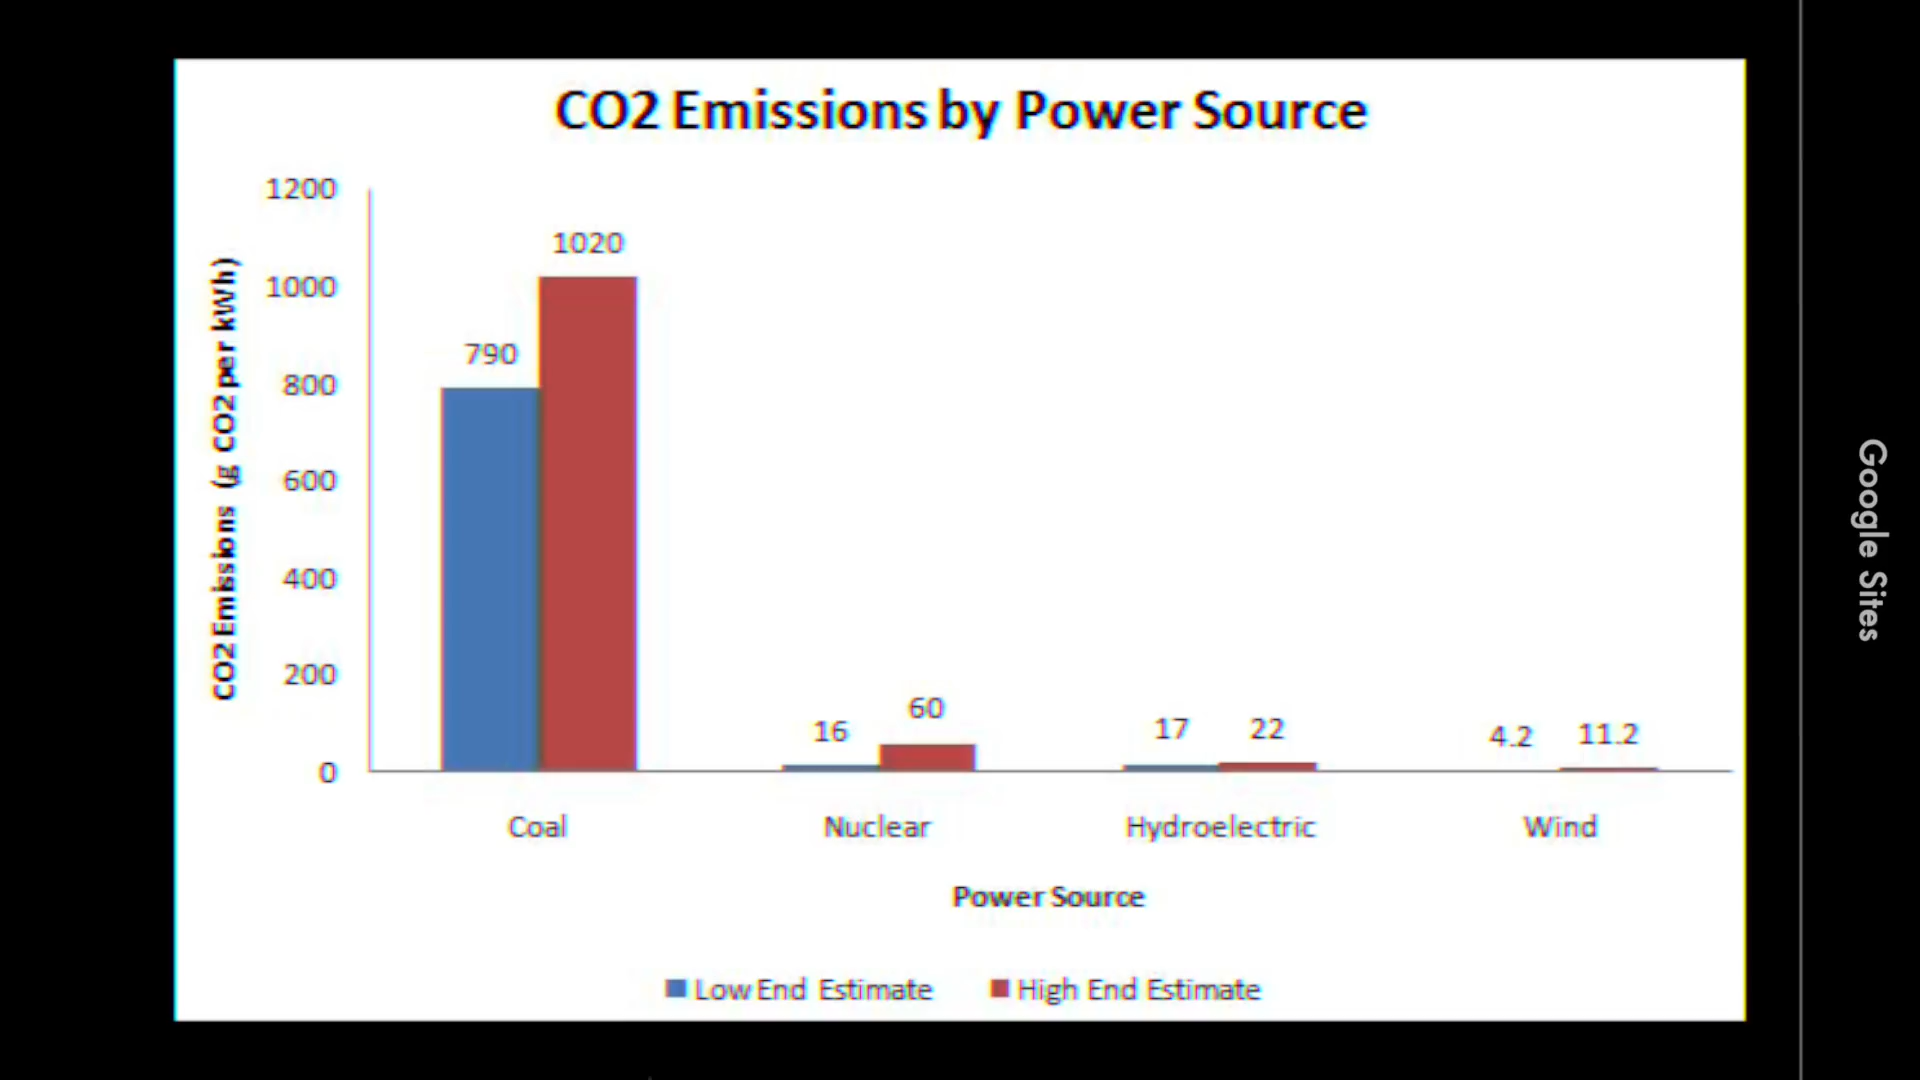 CO2 Emissions by Power Source
CO2 Emissions (g CO2 per kWh)
1200
1000
800
600
400
200
0
790
1020
16
60
17
22
4.2
11.2
Coal
Nuclear
Hydroelectric
Wind
Power Source
Low End Estimate
High End Estimate
Google Sites